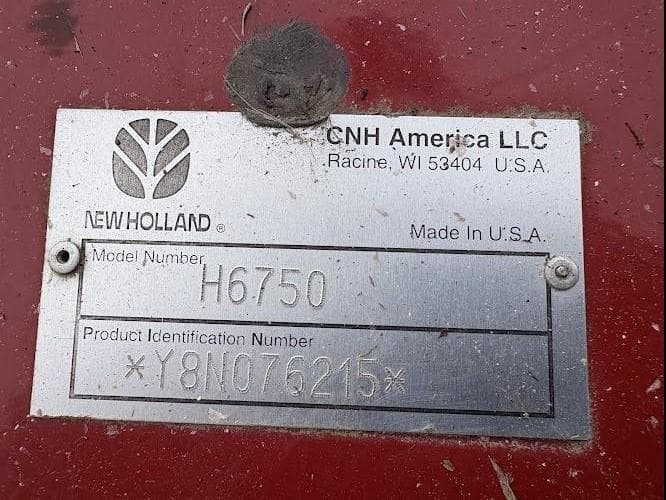 CNH America LLC
Racine, WI 53404 U.S.A.
NEW HOLLAND ®
Made In U.S.A.
Model Number
H6750
Product Identification Number
*Y8N076215*